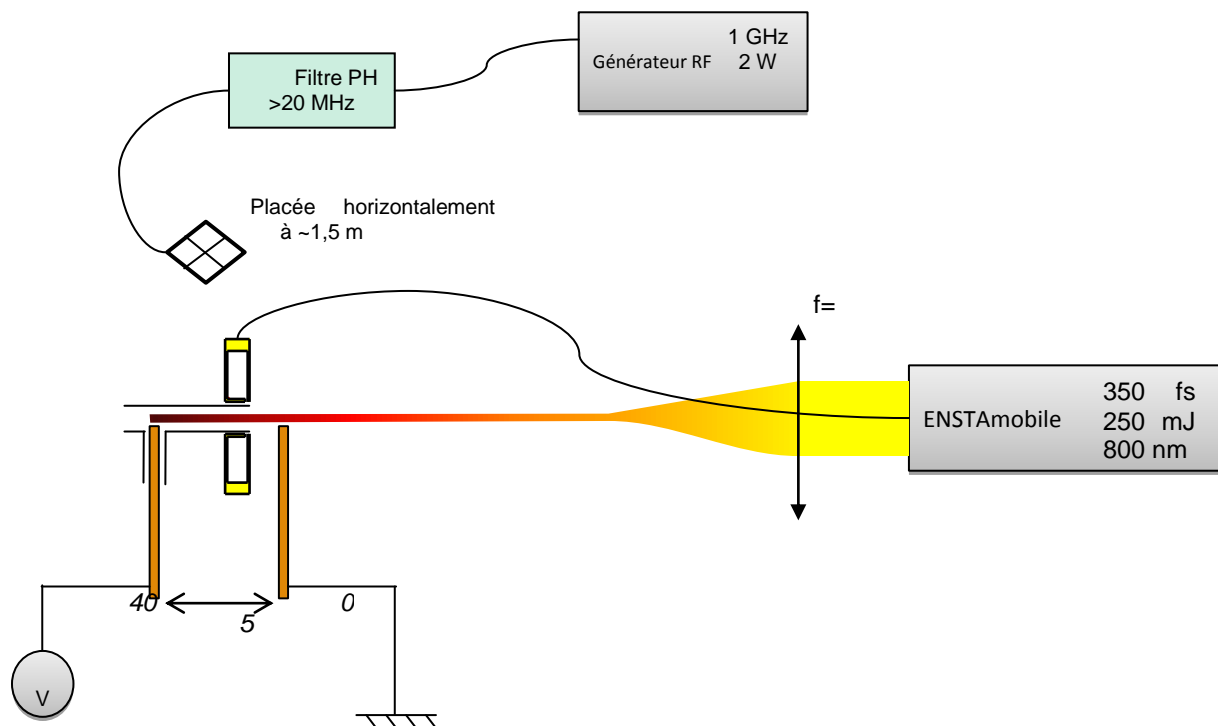 1 GHz
Générateur RF 2 W
Filtre PH
>20 MHz
Placée horizontalement
à ~1,5 m
f=
ENSTAmobile
350 fs
250 mJ
800 nm
40
5
0
V